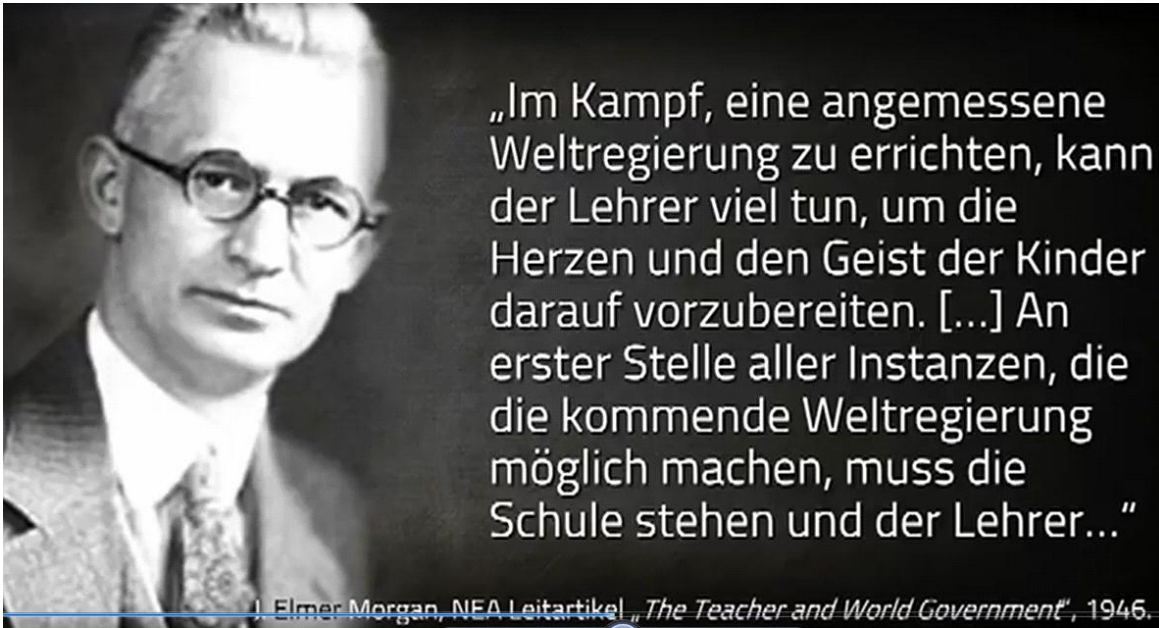 „Im Kampf, eine angemessene
Weltregierung zu errichten, kann
der Lehrer viel tun, um die
Herzen und den Geist der Kinder
darauf vorzubereiten. [...] An
erster Stelle aller Instanzen, die
die kommende Weltregierung
möglich machen, muss die
Schule stehen und der Lehrer...“
J. Elmer Morgan, NEA Leitartikel „The Teacher and World Government“, 1946.